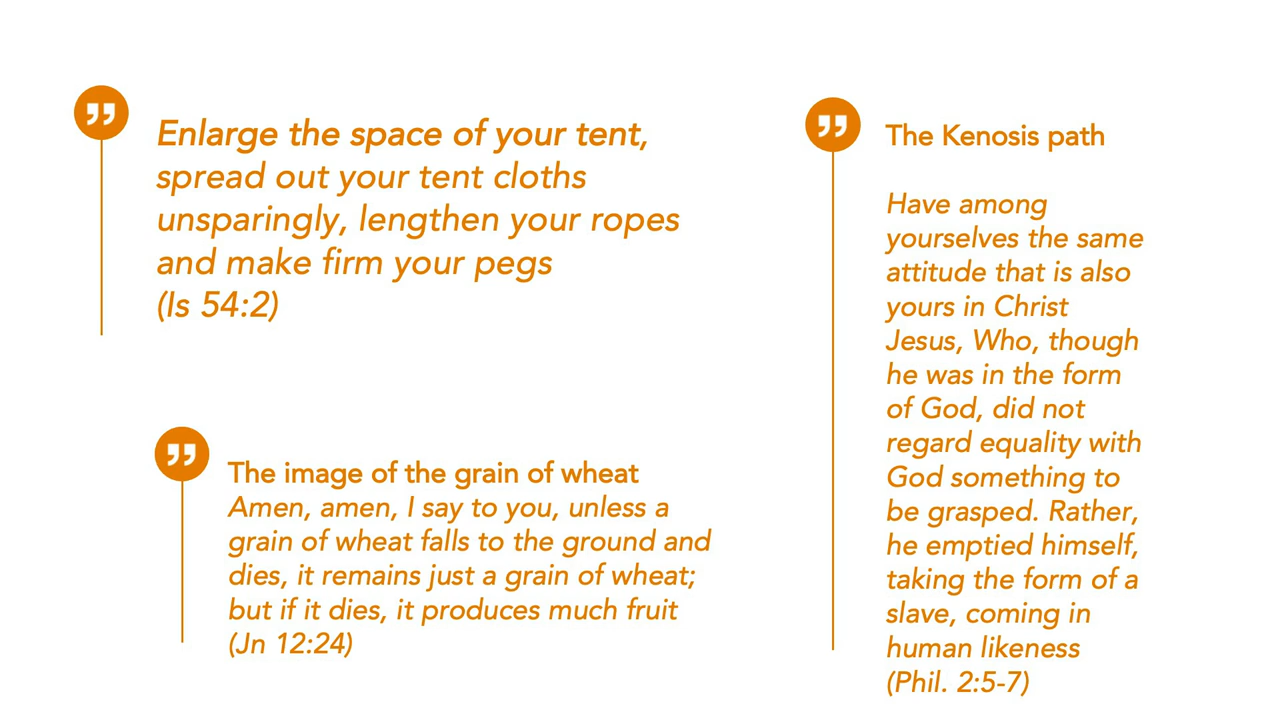 Enlarge the space of your tent,
spread out your tent cloths
unsparingly, lengthen your ropes
and make firm your pegs
(Is 54:2)
The image of the grain of wheat
Amen, amen, I say to you, unless a
grain of wheat falls to the ground and
dies, it remains just a grain of wheat;
but if it dies, it produces much fruit
(Jn 12:24)
The Kenosis path
Have among
yourselves the same
attitude that is also
yours in Christ
Jesus, Who, though
he was in the form
of God, did not
regard equality with
God something to
be grasped. Rather,
he emptied himself,
taking the form of a
slave, coming in
human likeness
(Phil. 2:5-7)